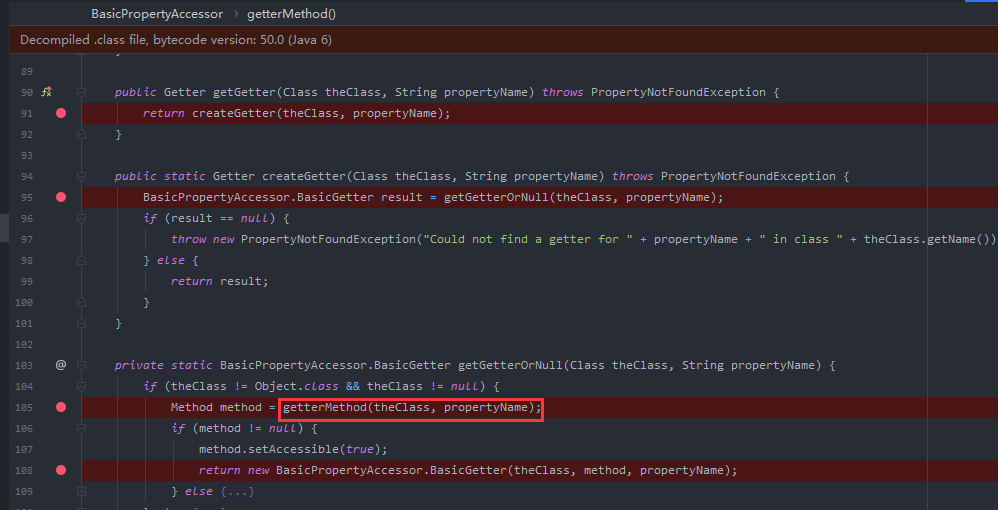 BasicPropertyAccessor › getterMethod()
Decompiled .class file, bytecode version: 50.0 (Java 6)
89
90 public Getter getGetter(Class theClass, String propertyName) throws PropertyNotFoundException {
91 return createGetter(theClass, propertyName);
92 }
93
94 public static Getter createGetter(Class theClass, String propertyName) throws PropertyNotFoundException {
95 BasicPropertyAccessor.BasicGetter result = getGetterOrNull(theClass, propertyName);
96 if (result == null) {
97 throw new PropertyNotFoundException("Could not find a getter for " + propertyName + " in class " + theClass.getName())
98 } else {
99 return result;
100 }
101 }
102
103 @ private static BasicPropertyAccessor.BasicGetter getGetterOrNull(Class theClass, String propertyName) {
104 if (theClass != Object.class && theClass != null) {
105 Method method = getterMethod(theClass, propertyName);
106 if (method != null) {
107 method.setAccessible(true);
108 return new BasicPropertyAccessor.BasicGetter(theClass, method, propertyName);
109 } else {...}